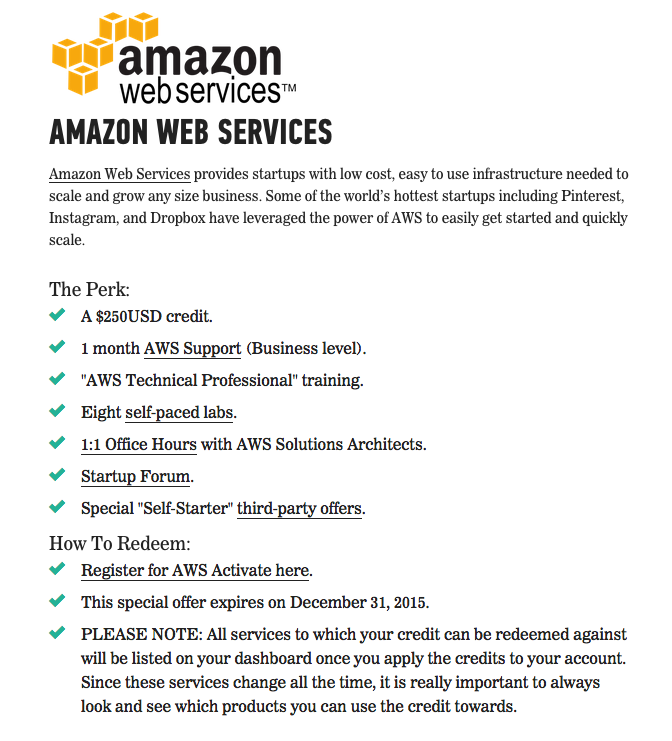 amazon
web services™
AMAZON WEB SERVICES
Amazon Web Services provides startups with low cost, easy to use infrastructure needed to
scale and grow any size business. Some of the world's hottest startups including Pinterest,
Instagram, and Dropbox have leveraged the power of AWS to easily get started and quickly
scale.
The Perk:
A $250USD credit.
1 month AWS Support (Business level).
"AWS Technical Professional" training.
Eight self-paced labs.
1:1 Office Hours with AWS Solutions Architects.
Startup Forum.
Special "Self-Starter" third-party offers.
How To Redeem:
Register for AWS Activate here.
This special offer expires on December 31, 2015.
PLEASE NOTE: All services to which your credit can be redeemed against
will be listed on your dashboard once you apply the credits to your account.
Since these services change all the time, it is really important to always
look and see which products you can use the credit towards.